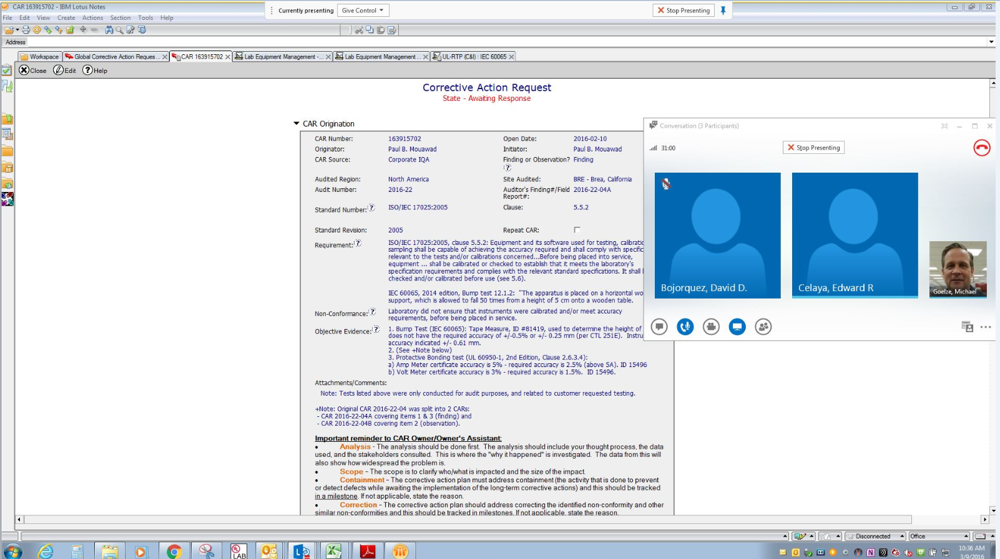 CAR 163915702 - IBM Lotus Notes
Currently presenting Give Control Stop Presenting
File Edit View Create Actions Section Tools Help
Address
Workspace Global Corrective Action Reques... CAR 163915702 Lab Equipment Management -... Lab Equipment Management... UL-RTP (C&I) : IEC 60065
Close Edit Help
Corrective Action Request
State - Awaiting Response
CAR Origination
CAR Number: 163915702 Open Date: 2016-02-10
Originator: Paul B. Mouawad Initiator: Paul B. Mouawad
CAR Source: Corporate IQA Finding or Observation? Finding
Audited Region: North America Site Audited: BRE - Brea, California
Audit Number: 2016-22 Auditor's Finding#/Field 2016-22-04A
Report#:
Standard Number: ISO/IEC 17025:2005 Clause: 5.5.2
Standard Revision: 2005 Repeat CAR:
Requirement: ISO/IEC 17025:2005, clause 5.5.2: Equipment and its software used for testing, calibratio
sampling shall be capable of achieving the accuracy required and shall comply with specific
relevant to the tests and/or calibrations concerned...Before being placed into service,
equipment ... shall be calibrated or checked to establish that it meets the laboratory's
specification requirements and complies with the relevant standard specifications. It shall
checked and/or calibrated before use (see 5.6).
IEC 60065, 2014 edition, Bump test 12.1.2: "The apparatus is placed on a horizontal wo
support, which is allowed to fall 50 times from a height of 5 cm onto a wooden table.
Non-Conformance: Laboratory did not ensure that instruments were calibrated and/or meet accuracy
requirements, before being placed in service.
Objective Evidence: 1. Bump Test (IEC 60065): Tape Measure, ID #81419, used to determine the height of
does not have the required accuracy of +/-0.5% or +/- 0.25 mm (per CTL 251E). Instru
accuracy indicated +/- 0.61 mm.
2. (See +Note below)
3. Protective Bonding test (UL 60950-1, 2nd Edition, Clause 2.6.3.4):
a) Amp Meter certificate accuracy is 5% - required accuracy is 2.5% (above 5A). ID 15496
b) Volt Meter certificate accuracy is 3% - required accuracy is 1.5%. ID 15496.
Attachments/Comments:
Note: Tests listed above were only conducted for audit purposes, and related to customer requested testing.
+Note: Original CAR 2016-22-04 was split into 2 CARs:
- CAR 2016-22-04A covering items 1 & 3 (finding) and
- CAR 2016-22-04B covering item 2 (observation).
Important reminder to CAR Owner/Owner's Assistant:
• Analysis - The analysis should be done first. The analysis should include your thought process, the data
used, and the stakeholders consulted. This is where the "why it happened" is investigated. The data from this will
also show how widespread the problem is.
• Scope - The scope is to clarify who/what is impacted and the size of the impact.
• Containment - The corrective action plan must address containment (the activity that is done to prevent
or detect defects while awaiting the implementation of the long-term corrective actions) and this should be tracked
in a milestone. If not applicable, state the reason.
• Correction - The corrective action plan should address correcting the identified non-conformity and other
similar non-conformities and this should be tracked in milestones. If not applicable, state the reason.
Conversation (3 Participants)
31:00 Stop Presenting
Bojorquez, David D.
Celaya, Edward R
Goelze, Michael
Disconnected Office
UL LAB
10:36 AM
3/9/2016